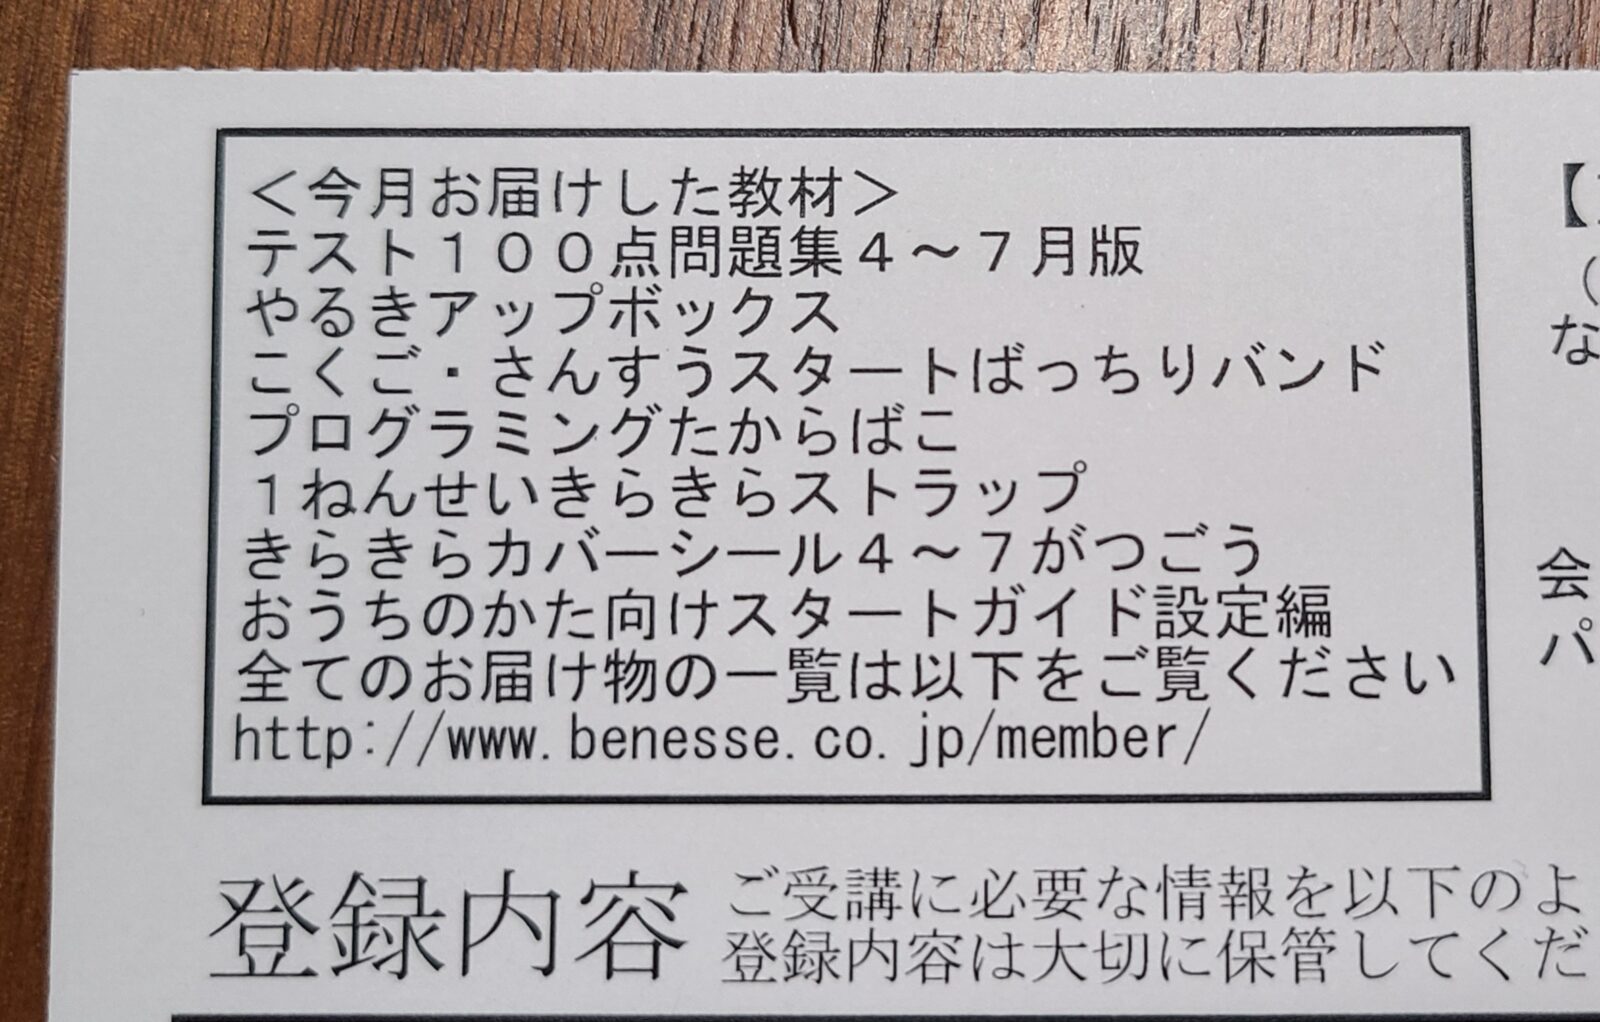 ＜今月お届けした教材＞
テスト１００点問題集４～７月版
やるきアップボックス
こくご・さんすうスタートばっちりバンド
プログラミングたからばこ
１ねんせいきらきらストラップ
きらきらカバーシール４～７がつごう
おうちのかた向けスタートガイド設定編
全てのお届け物の一覧は以下をご覧ください
http://www.benesse.co.jp/member/
【
（
な
会
パ
登録内容
ご受講に必要な情報を以下のよ
登録内容は大切に保管してくだ